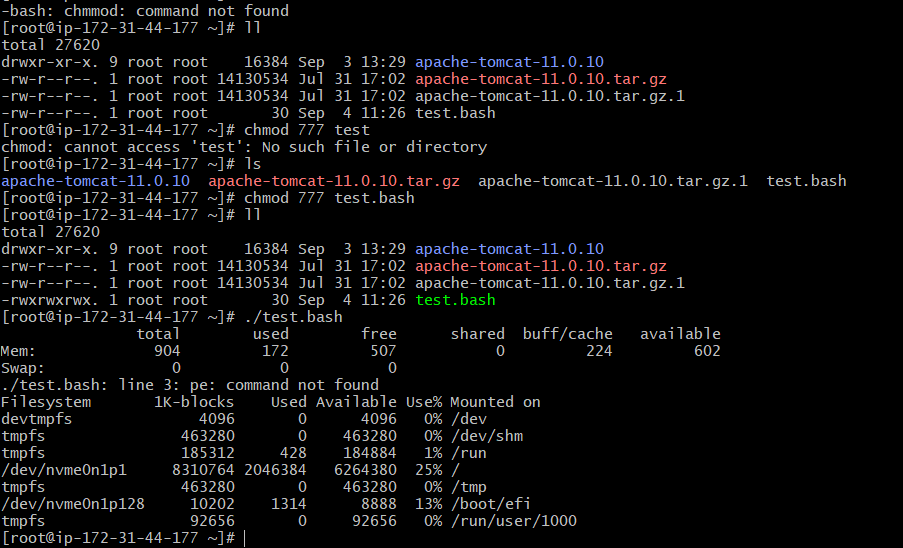 -bash: chmmod: command not found
[root@ip-172-31-44-177 ~]# ll
total 27620
drwxr-xr-x. 9 root root    16384 Sep  3 13:29 apache-tomcat-11.0.10
-rw-r--r--. 1 root root 14130534 Jul 31 17:02 apache-tomcat-11.0.10.tar.gz
-rw-r--r--. 1 root root 14130534 Jul 31 17:02 apache-tomcat-11.0.10.tar.gz.1
-rw-r--r--. 1 root root       30 Sep  4 11:26 test.bash
[root@ip-172-31-44-177 ~]# chmod 777 test
chmod: cannot access 'test': No such file or directory
[root@ip-172-31-44-177 ~]# ls
apache-tomcat-11.0.10  apache-tomcat-11.0.10.tar.gz  apache-tomcat-11.0.10.tar.gz.1  test.bash
[root@ip-172-31-44-177 ~]# chmod 777 test.bash
[root@ip-172-31-44-177 ~]# ll
total 27620
drwxr-xr-x. 9 root root    16384 Sep  3 13:29 apache-tomcat-11.0.10
-rw-r--r--. 1 root root 14130534 Jul 31 17:02 apache-tomcat-11.0.10.tar.gz
-rw-r--r--. 1 root root 14130534 Jul 31 17:02 apache-tomcat-11.0.10.tar.gz.1
-rwxrwxrwx. 1 root root       30 Sep  4 11:26 test.bash
[root@ip-172-31-44-177 ~]# ./test.bash
               total        used        free      shared  buff/cache   available
Mem:             904         172         507           0         224         602
Swap:              0           0           0
./test.bash: line 3: pe: command not found
Filesystem       1K-blocks    Used Available Use% Mounted on
devtmpfs              4096       0      4096   0% /dev
tmpfs               463280       0    463280   0% /dev/shm
tmpfs               185312     428    184884   1% /run
/dev/nvme0n1p1     8310764 2046384   6264380  25% /
tmpfs               463280       0    463280   0% /tmp
/dev/nvme0n1p128     10202    1314      8888  13% /boot/efi
tmpfs                92656       0     92656   0% /run/user/1000
[root@ip-172-31-44-177 ~]#